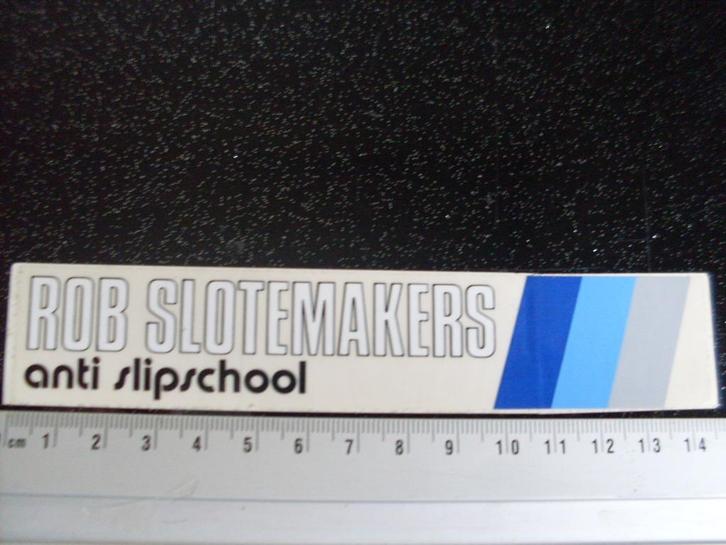 ROB SLOTEMAKERS
anti slipschool
cm 1 2 3 4 5 6 7 8 9 10 11 12 13 14